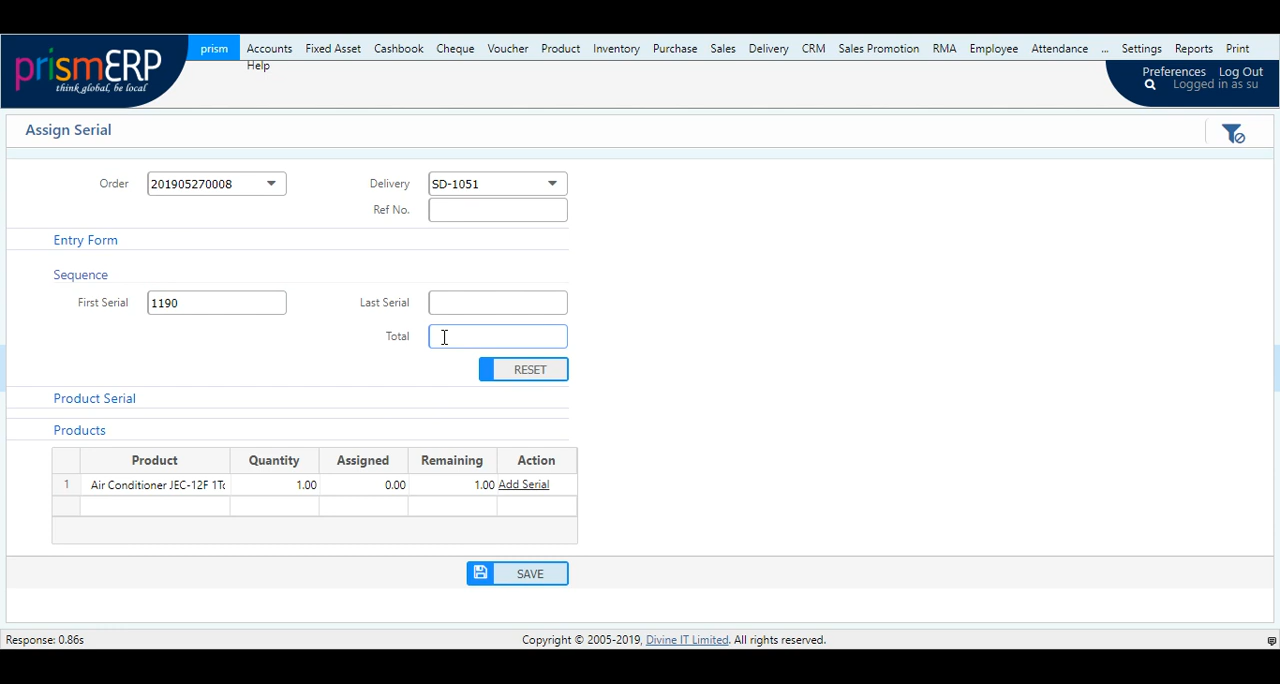 prismERP
think global, be local
prism Accounts Fixed Asset Cashbook Cheque Voucher Product Inventory Purchase Sales Delivery CRM Sales Promotion RMA Employee Attendance ... Settings Reports Print
Help
Preferences Log Out
Logged in as su
Assign Serial
Order 201905270008 Delivery SD-1051
Ref No.
Entry Form
Sequence
First Serial 1190 Last Serial
Total
RESET
Product Serial
Products
Product Quantity Assigned Remaining Action
1 Air Conditioner JEC-12F 1To 1.00 0.00 1.00 Add Serial
SAVE
Response: 0.86s Copyright © 2005-2019, Divine IT Limited. All rights reserved.